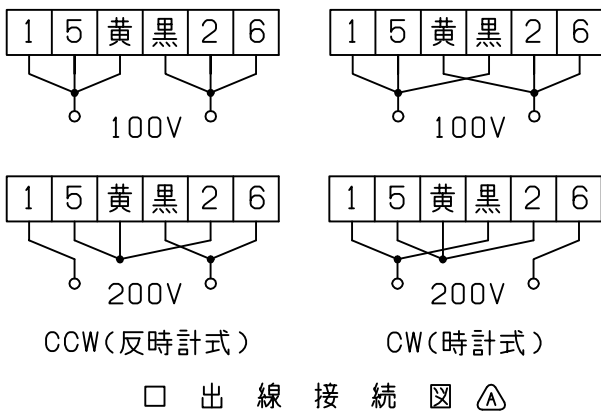 1 5 黄 黒 2 6 1 5 黄 黒 2 6
100V 100V
1 5 黄 黒 2 6 1 5 黄 黒 2 6
200V 200V
CCW(反時計式) CW(時計式)
□ 出 線 接 続 図 A